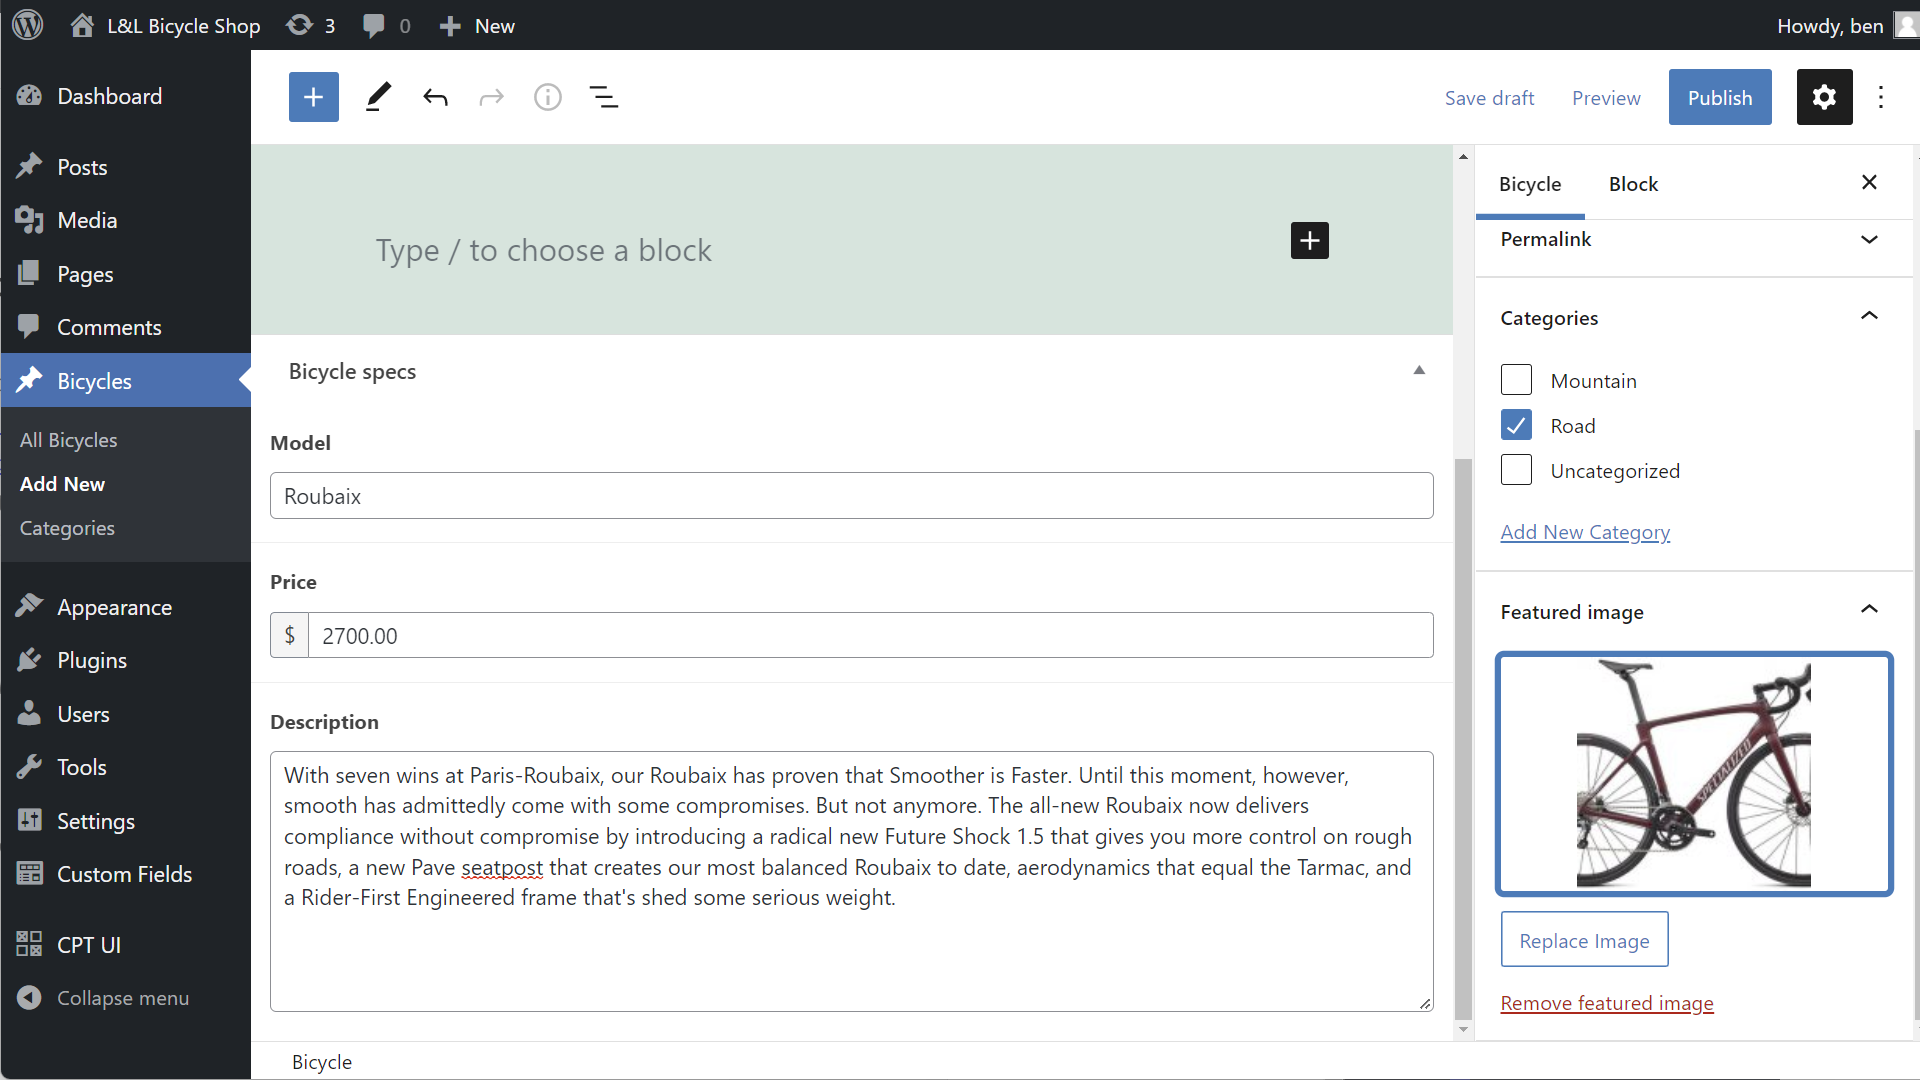 L&L Bicycle Shop
3
0
New
Howdy, ben
Dashboard
Posts
Media
Pages
Comments
Bicycles
All Bicycles
Add New
Categories
Appearance
Plugins
Users
Tools
Settings
Custom Fields
CPT UI
Collapse menu
Save draft
Preview
Publish
Type / to choose a block
Bicycle specs
Model
Roubaix
Price
$
2700.00
Description
With seven wins at Paris-Roubaix, our Roubaix has proven that Smoother is Faster. Until this moment, however,
smooth has admittedly come with some compromises. But not anymore. The all-new Roubaix now delivers
compliance without compromise by introducing a radical new Future Shock 1.5 that gives you more control on rough
roads, a new Pave seatpost that creates our most balanced Roubaix to date, aerodynamics that equal the Tarmac, and
a Rider-First Engineered frame that's shed some serious weight.
Bicycle
Bicycle
Block
Permalink
Categories
Mountain
Road
Uncategorized
Add New Category
Featured image
SPECIALIZED
Replace Image
Remove featured image